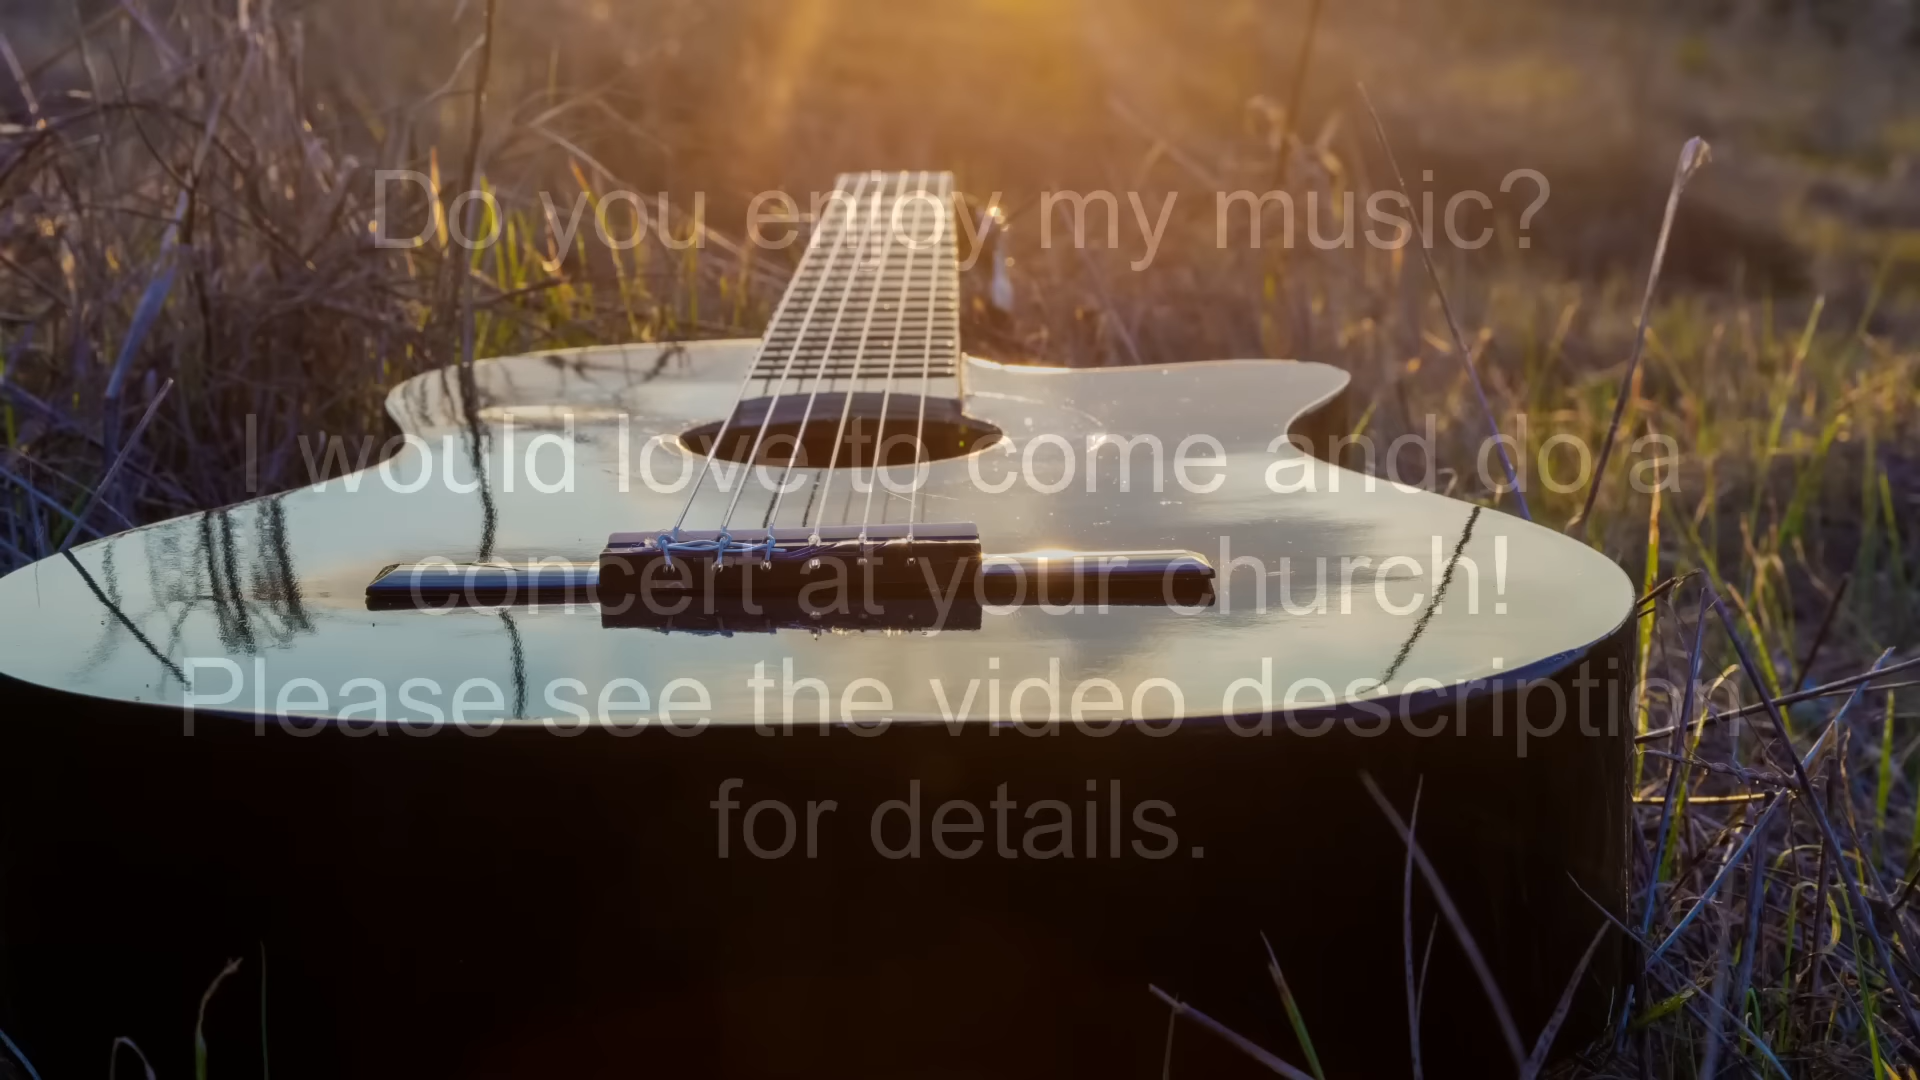 Do you enjoy my music?
I would love to come and do a
concert at your church!
Please see the video description
for details.